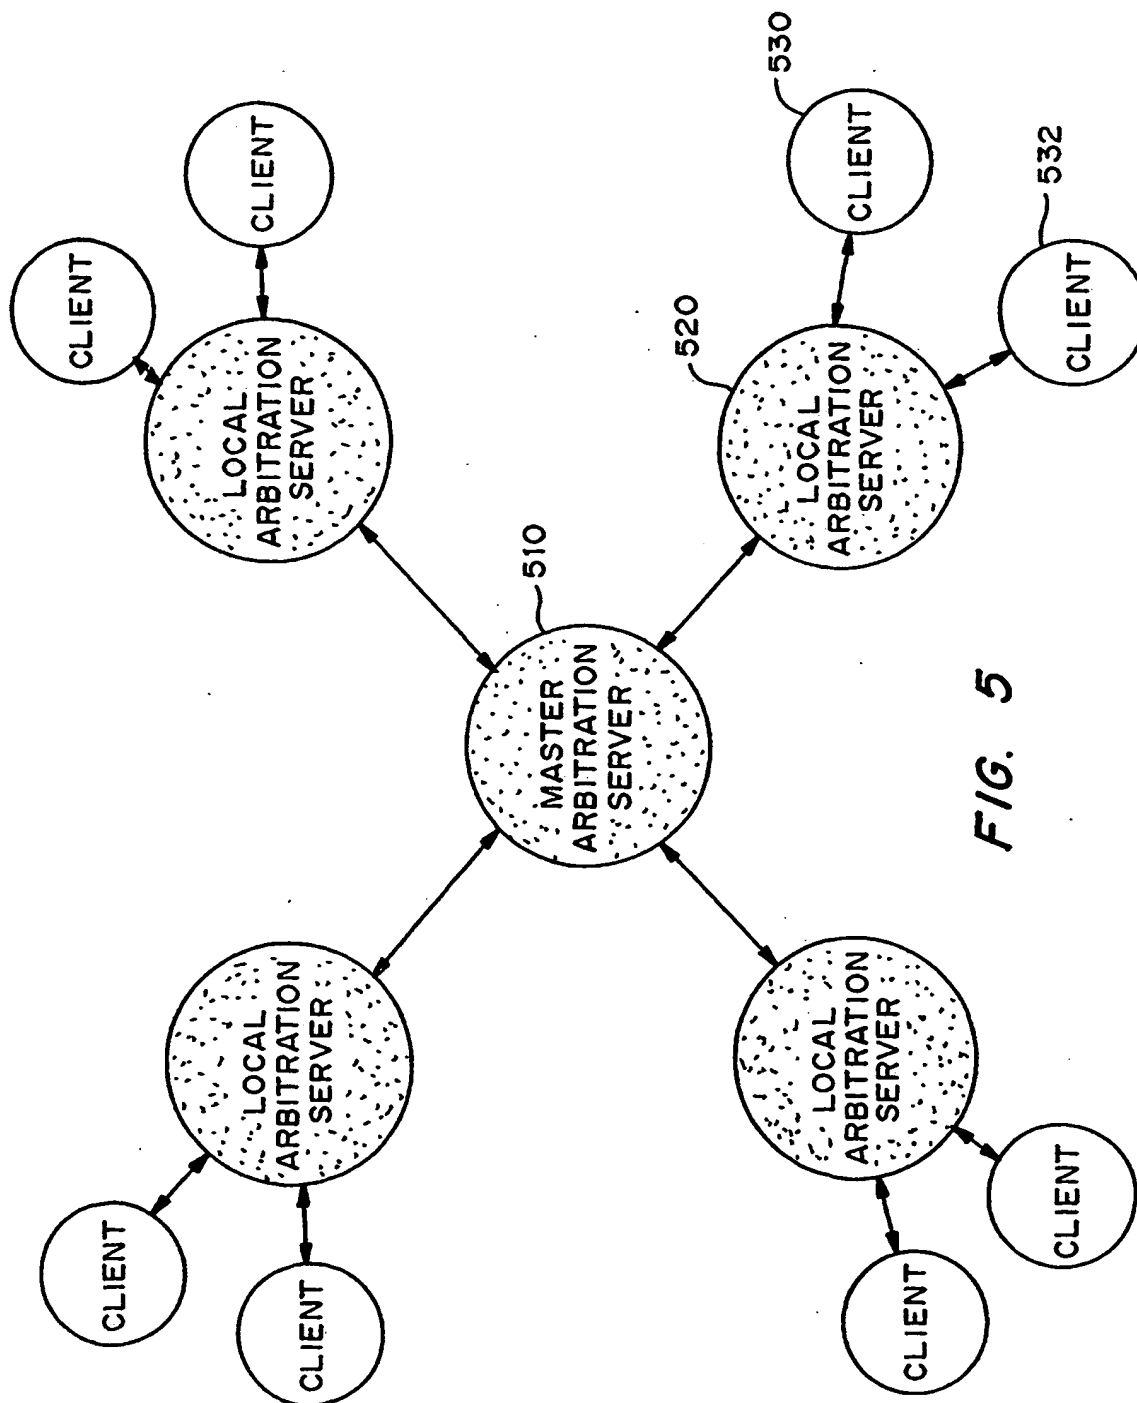 CLIENT
CLIENT
CLIENT
LOCAL
ARBITRATION
SERVER
LOCAL
ARBITRATION
SERVER
CLIENT
510
MASTER
ARBITRATION
SERVER
520
530
LOCAL
ARBITRATION
SERVER
LOCAL
ARBITRATION
SERVER
CLIENT
CLIENT
532
CLIENT
CLIENT
FIG. 5